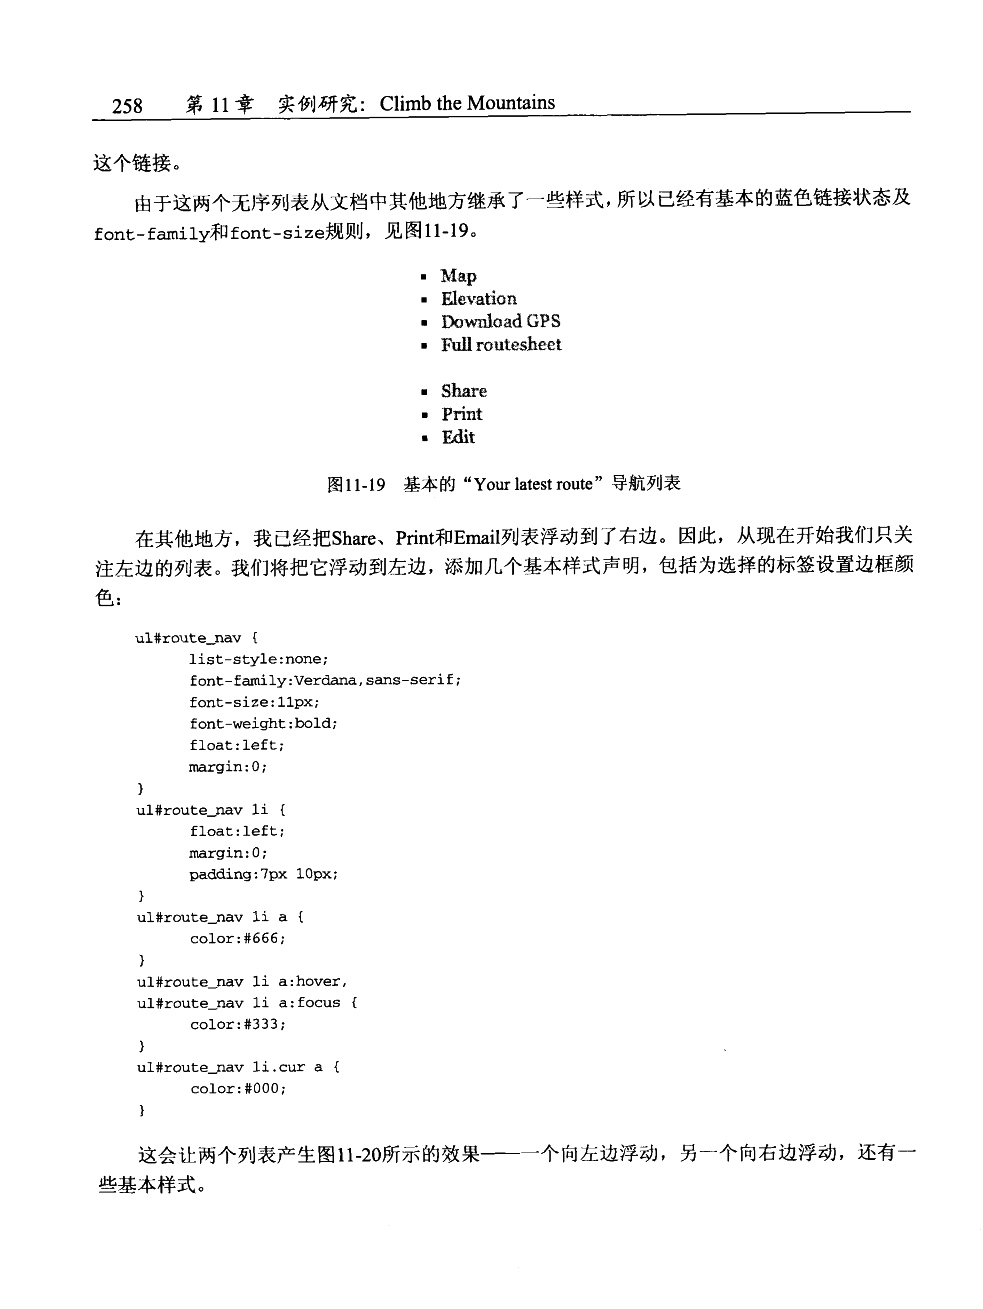 258 第 11 章 实例研究：Climb the Mountains
这个链接。
由于这两个无序列表从文档中其他地方继承了一些样式，所以已经有基本的蓝色链接状态及
font-family和font-size规则，见图11-19。
▪ Map
▪ Elevation
▪ Download GPS
▪ Full routesheet
▪ Share
▪ Print
▪ Edit
图11-19 基本的“Your latest route”导航列表
在其他地方，我已经把Share、Print和Email列表浮动到了右边。因此，从现在开始我们只关
注左边的列表。我们将把它浮动到左边，添加几个基本样式声明，包括为选择的标签设置边框颜
色：
ul#route_nav {
list-style:none;
font-family:Verdana,sans-serif;
font-size:11px;
font-weight:bold;
float:left;
margin:0;
}
ul#route_nav li {
float:left;
margin:0;
padding:7px 10px;
}
ul#route_nav li a {
color:#666;
}
ul#route_nav li a:hover,
ul#route_nav li a:focus {
color:#333;
}
ul#route_nav li.cur a {
color:#000;
}
这会让两个列表产生图11-20所示的效果——一个向左边浮动，另一个向右边浮动，还有一
些基本样式。